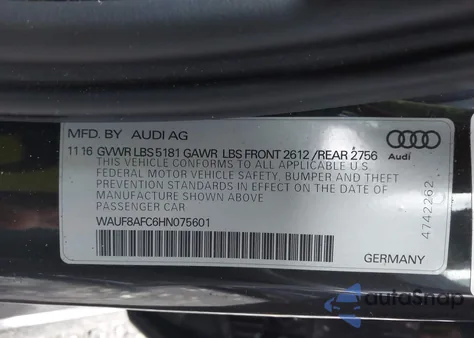 MFD. BY AUDI AG
11 16 GVWR LBS 5181 GAWR LBS FRONT 2612 /REAR 2756
THIS VEHICLE CONFORMS TO ALL APPLICABLE U.S.
FEDERAL MOTOR VEHICLE SAFETY, BUMPER AND THEFT
PREVENTION STANDARDS IN EFFECT ON THE DATE OF
MANUFACTURE SHOWN ABOVE
PASSENGER CAR
WAUF8AFC6HN075601
Audi
4742262
GERMANY
autoSnap